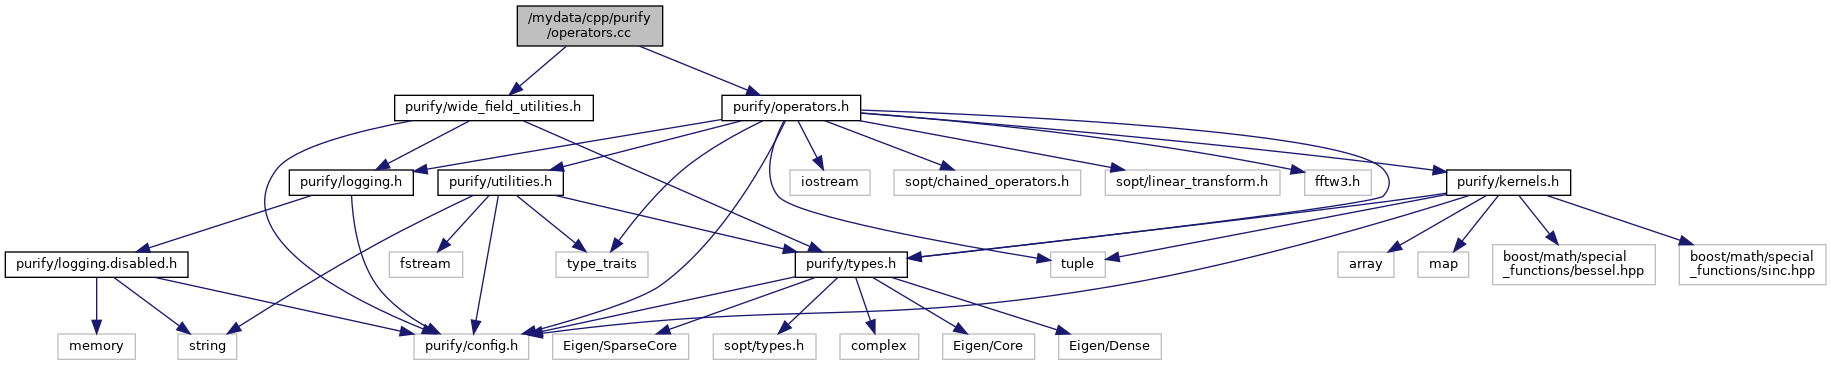 /mydata/cpp/purify
/operators.cc
purify/wide_field_utilities.h
purify/operators.h
purify/logging.h
purify/utilities.h
iostream
sopt/chained_operators.h
sopt/linear_transform.h
fftw3.h
purify/kernels.h
purify/logging.disabled.h
fstream
type_traits
purify/types.h
tuple
array
map
boost/math/special
_functions/bessel.hpp
boost/math/special
_functions/sinc.hpp
memory
string
purify/config.h
Eigen/SparseCore
sopt/types.h
complex
Eigen/Core
Eigen/Dense